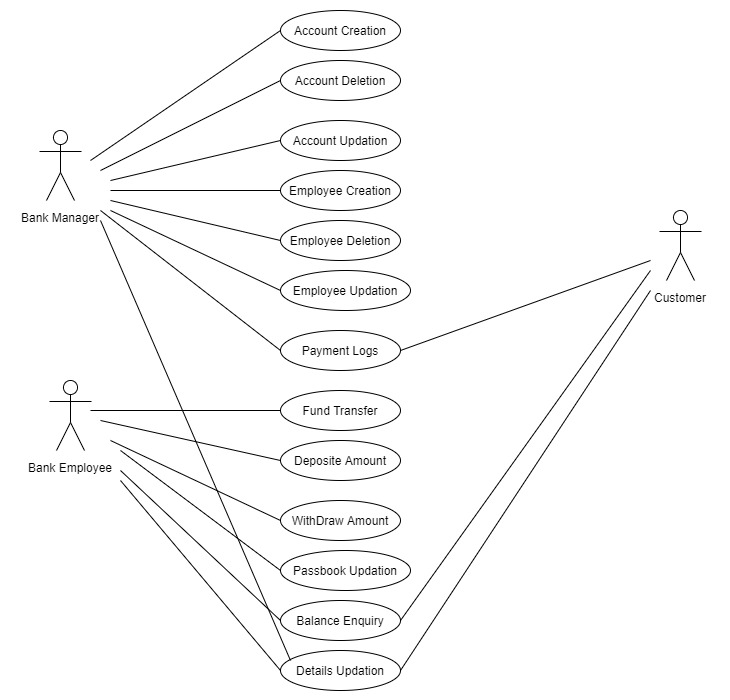 Account Creation
Account Deletion
Account Updation
Employee Creation
Bank Manager
Employee Deletion
Employee Updation
Customer
Payment Logs
Fund Transfer
Deposite Amount
Bank Employee
WithDraw Amount
Passbook Updation
Balance Enquiry
Details Updation